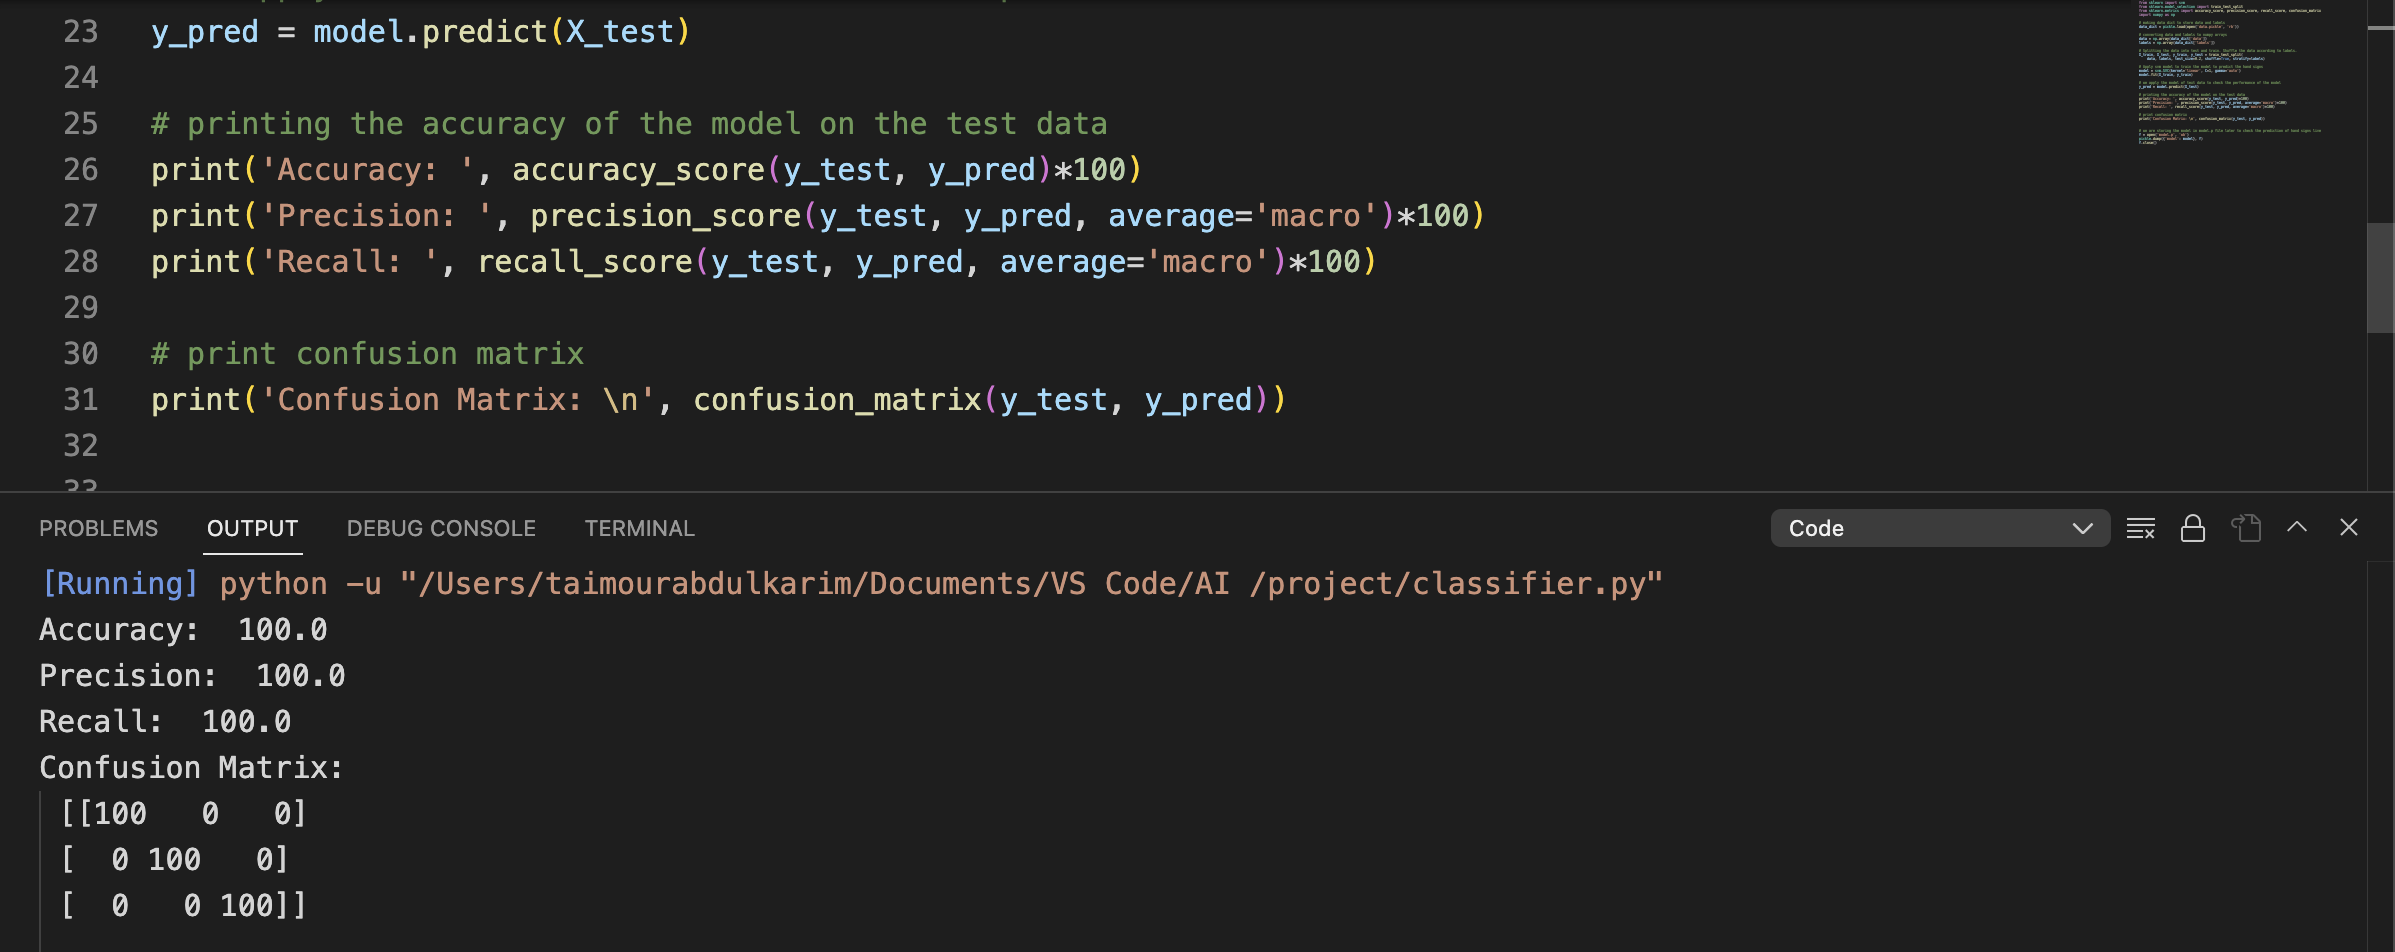 23 y_pred = model.predict(X_test)
24
25 # printing the accuracy of the model on the test data
26 print('Accuracy: ', accuracy_score(y_test, y_pred)*100)
27 print('Precision: ', precision_score(y_test, y_pred, average='macro')*100)
28 print('Recall: ', recall_score(y_test, y_pred, average='macro')*100)
29
30 # print confusion matrix
31 print('Confusion Matrix: \n', confusion_matrix(y_test, y_pred))
32
33
PROBLEMS OUTPUT DEBUG CONSOLE TERMINAL Code
[Running] python -u "/Users/taimourabdulkarim/Documents/VS Code/AI /project/classifier.py"
Accuracy:  100.0
Precision:  100.0
Recall:  100.0
Confusion Matrix:
[[100   0   0]
[  0 100   0]
[  0   0 100]]